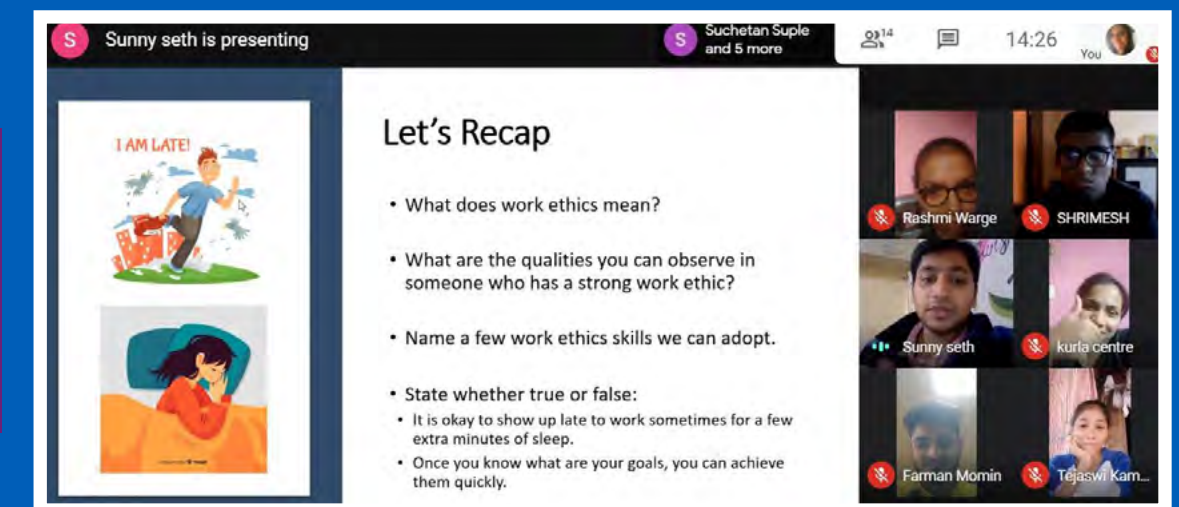 S Sunny seth is presenting
S Suchetan Suple
and 5 more
14
14:26
You
I AM LATE!
Let's Recap
• What does work ethics mean?
• What are the qualities you can observe in
someone who has a strong work ethic?
• Name a few work ethics skills we can adopt.
• State whether true or false:
• It is okay to show up late to work sometimes for a few
extra minutes of sleep.
• Once you know what are your goals, you can achieve
them quickly.
Rashmi Warge
SHRIMESH
Sunny seth
kurla centre
Farman Momin
Tejaswi Kam...